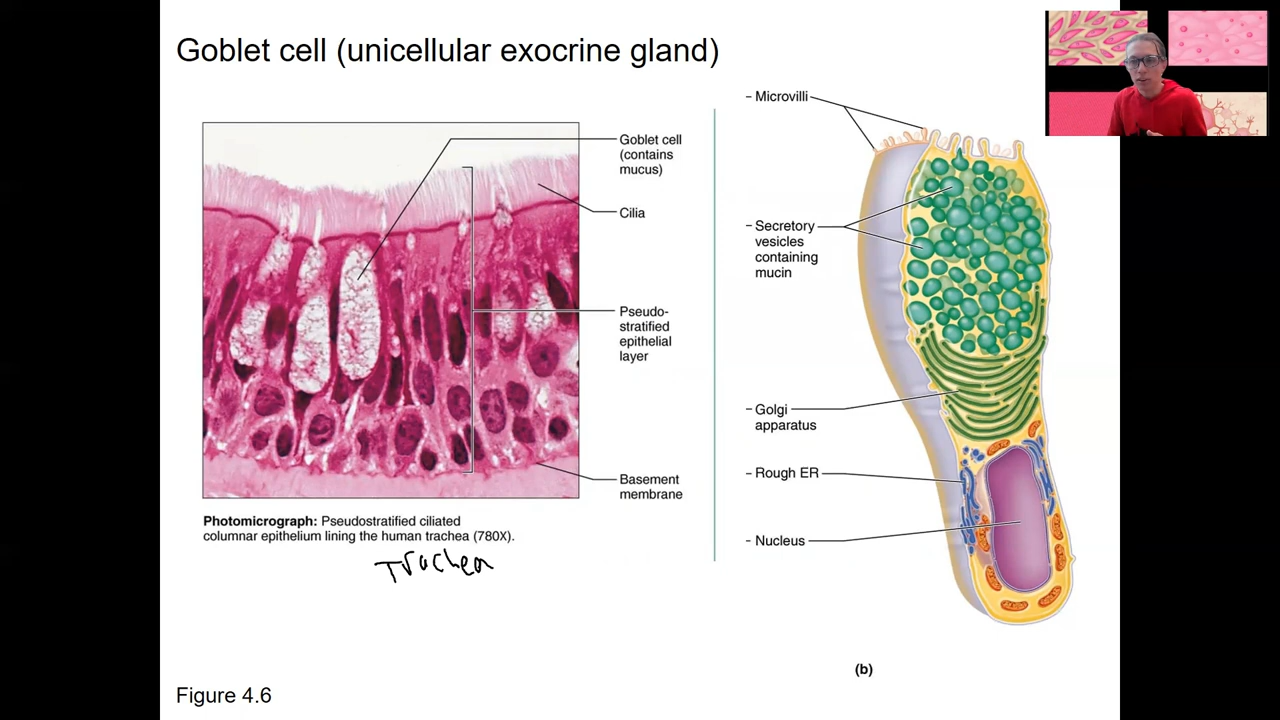 Goblet cell (unicellular exocrine gland)
Goblet cell
(contains
mucus)
Cilia
Pseudo-
stratified
epithelial
layer
Basement
membrane
Photomicrograph: Pseudostratified ciliated
columnar epithelium lining the human trachea (780X).
Trachea
Microvilli
Secretory
vesicles
containing
mucin
Golgi
apparatus
Rough ER
Nucleus
(b)
Figure 4.6